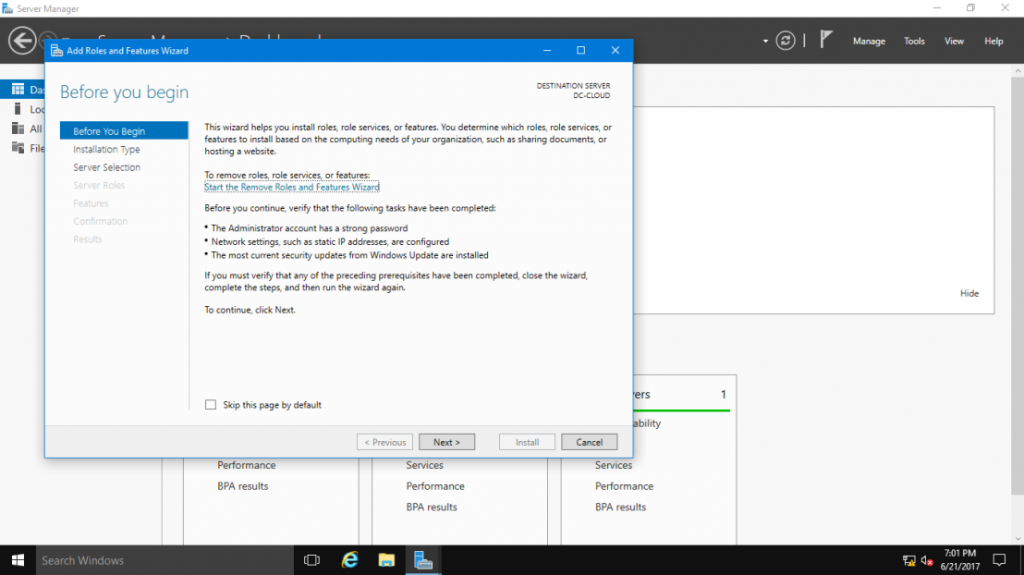 Server Manager
Manage
Tools
View
Help
Add Roles and Features Wizard
Before you begin
DESTINATION SERVER
DC-CLOUD
Before You Begin
Installation Type
Server Selection
Server Roles
Features
Confirmation
Results
This wizard helps you install roles, role services, or features. You determine which roles, role services, or
features to install based on the computing needs of your organization, such as sharing documents, or
hosting a website.
To remove roles, role services, or features:
Start the Remove Roles and Features Wizard
Before you continue, verify that the following tasks have been completed:
• The Administrator account has a strong password
• Network settings, such as static IP addresses, are configured
• The most current security updates from Windows Update are installed
If you must verify that any of the preceding prerequisites have been completed, close the wizard,
complete the steps, and then run the wizard again.
To continue, click Next.
Skip this page by default
< Previous
Next >
Install
Cancel
Das
Loc
All
File
Hide
vers
1
ability
Performance
BPA results
Services
Performance
BPA results
Services
Performance
BPA results
Search Windows
7:01 PM
6/21/2017